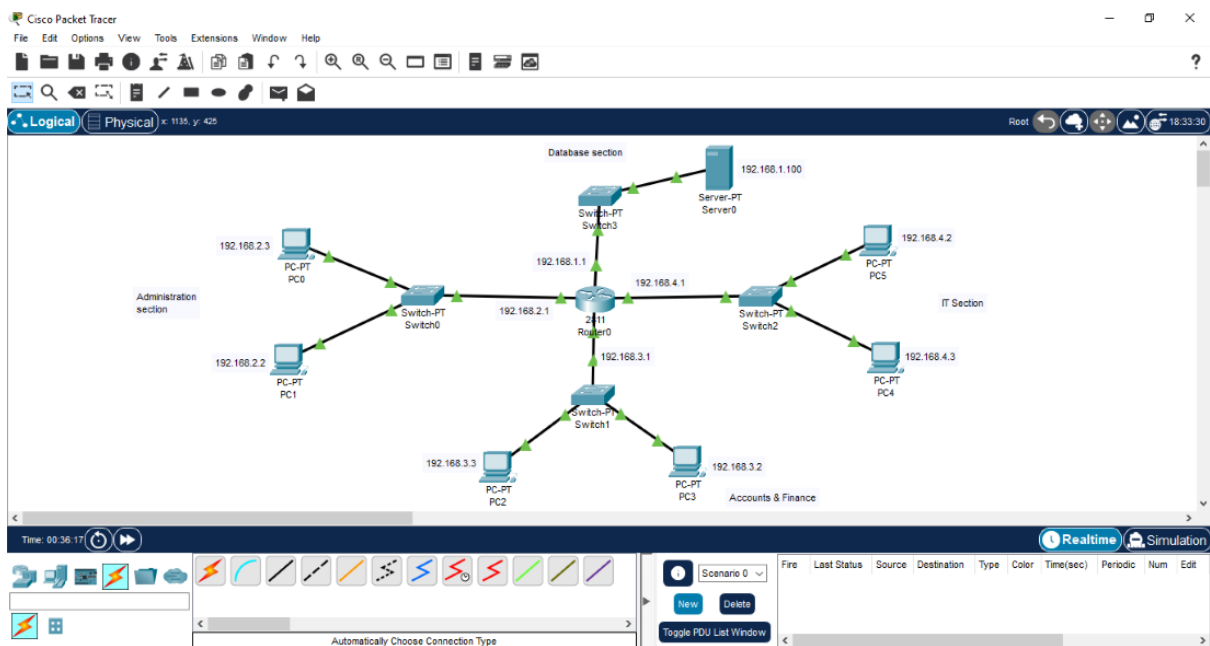 Cisco Packet Tracer
File Edit Options View Tools Extensions Window Help
?
Logical
Physical
x: 1135, y: 425
Root
18:33:30
Database section
192.168.1.100
Server-PT
Server0
Switch-PT
Switch3
192.168.2.3
PC-PT
PC0
192.168.4.2
PC-PT
PC5
192.168.1.1
192.168.4.1
Administration
section
Switch-PT
Switch0
192.168.2.1
2811
Router0
Switch-PT
Switch2
IT Section
192.168.2.2
PC-PT
PC1
192.168.3.1
192.168.4.3
PC-PT
PC4
Switch-PT
Switch1
192.168.3.3
PC-PT
PC2
192.168.3.2
PC-PT
PC3
Accounts & Finance
Time: 00:36:17
Realtime
Simulation
Scenario 0
Fire Last Status Source Destination Type Color Time(sec) Periodic Num Edit
New
Delete
Toggle PDU List Window
Automatically Choose Connection Type